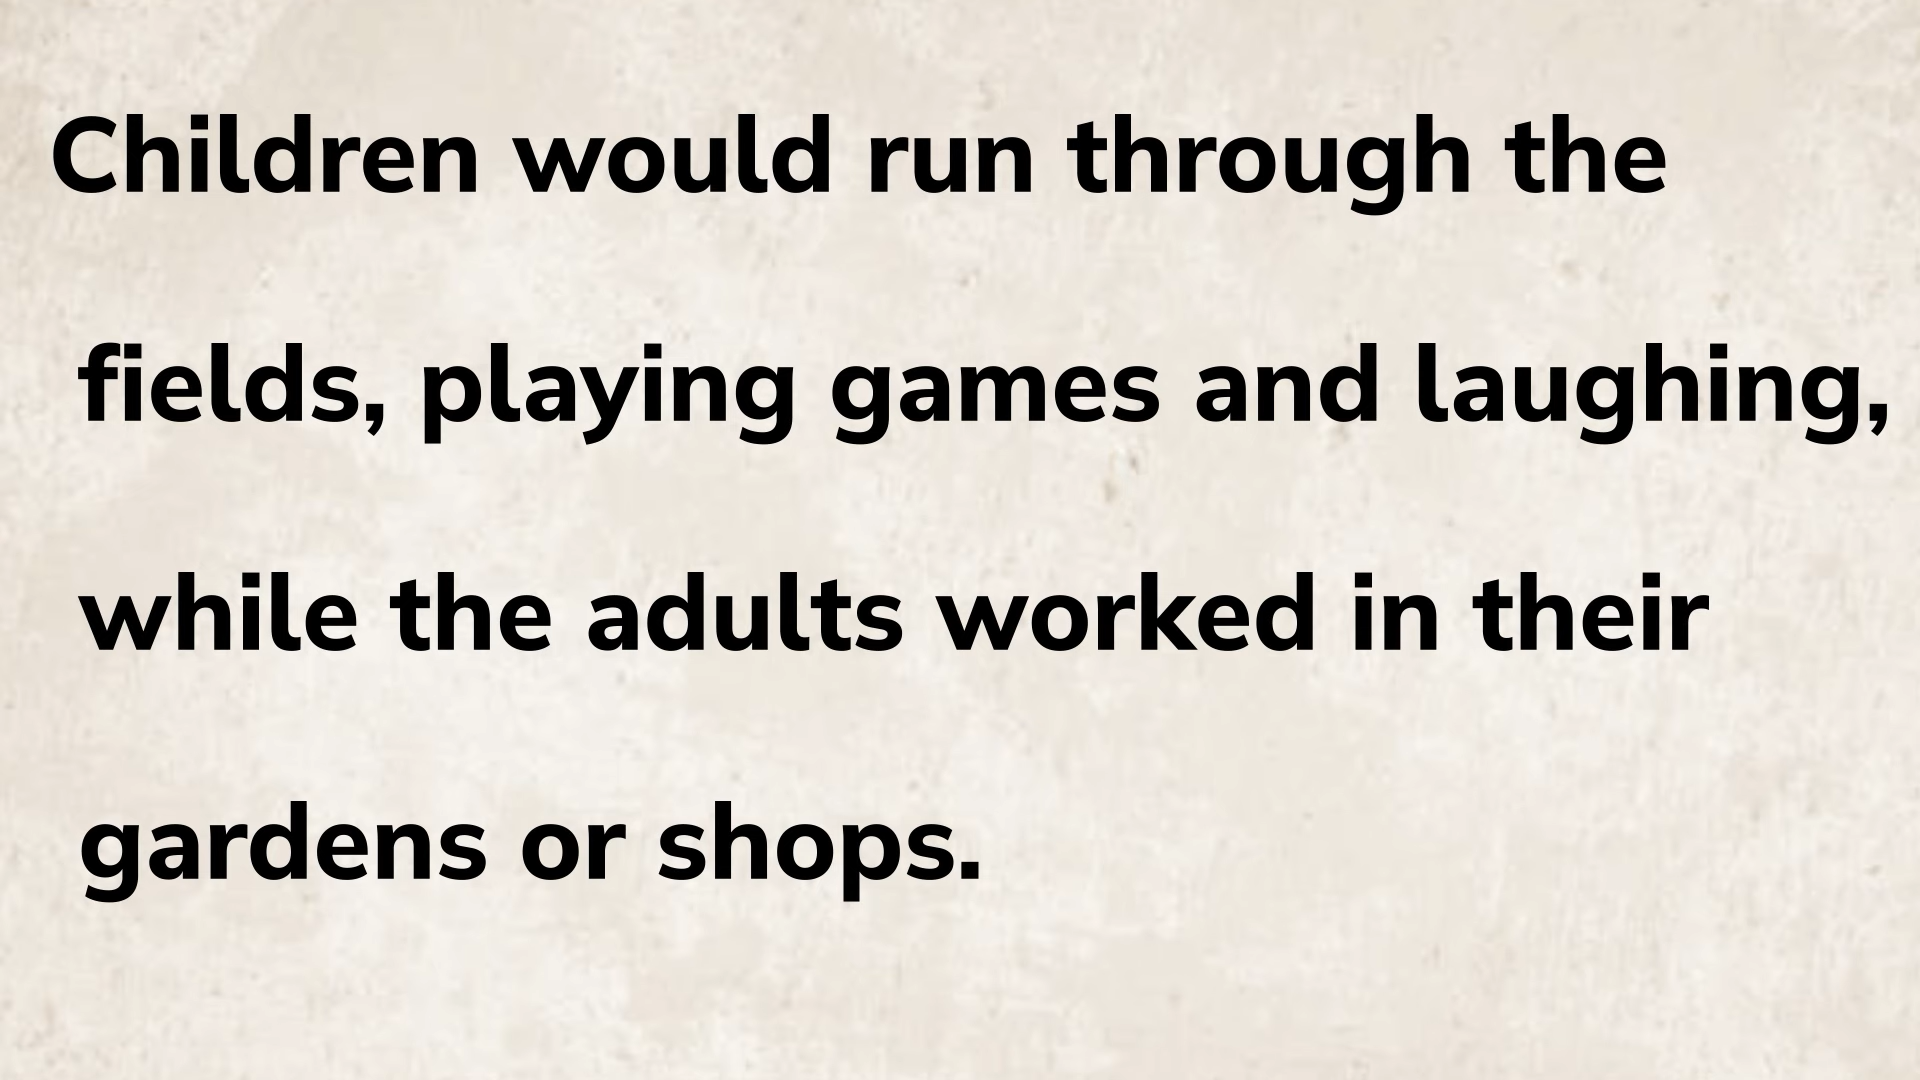 Children would run through the
fields, playing games and laughing,
while the adults worked in their
gardens or shops.